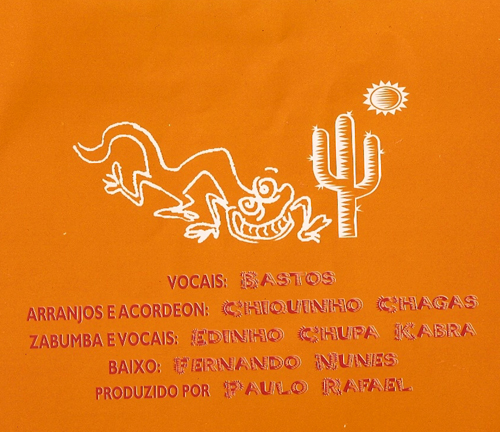 VOCAIS: BASTOS
ARRANJOS E ACORDEON: CHIQUINHO CHAGAS
ZABUMBA E VOCAIS: EDINHO CHUPA KABRA
BAIXO: FERNANDO NUNES
PRODUZIDO POR PAULO RAFAEL